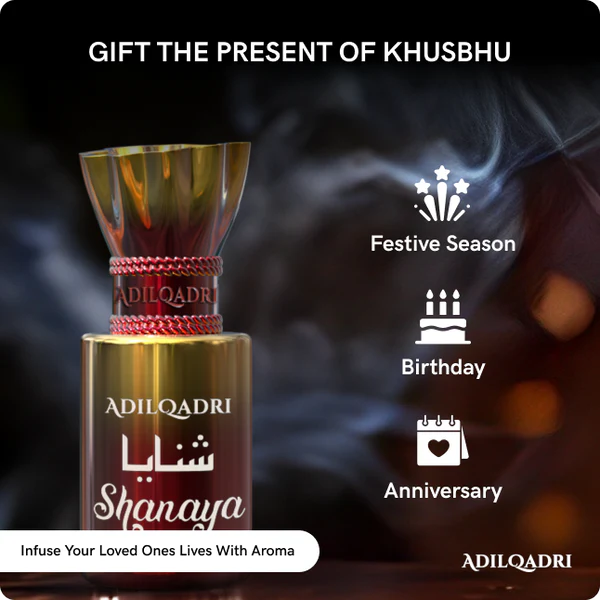 GIFT THE PRESENT OF KHUSBHU
Festive Season
ADILQADRI
Birthday
ADILQADRI
شنايا
Shanaya
Anniversary
Infuse Your Loved Ones Lives With Aroma
ADILQADRI